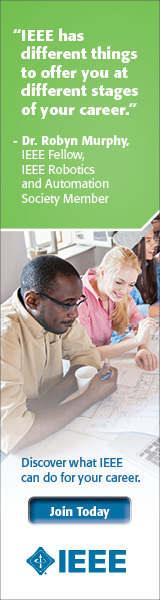 “IEEE has
different things
to offer you at
different stages
of your career.”
- Dr. Robyn Murphy,
IEEE Fellow,
IEEE Robotics
and Automation
Society Member
Discover what IEEE
can do for your career.
Join Today
IEEE